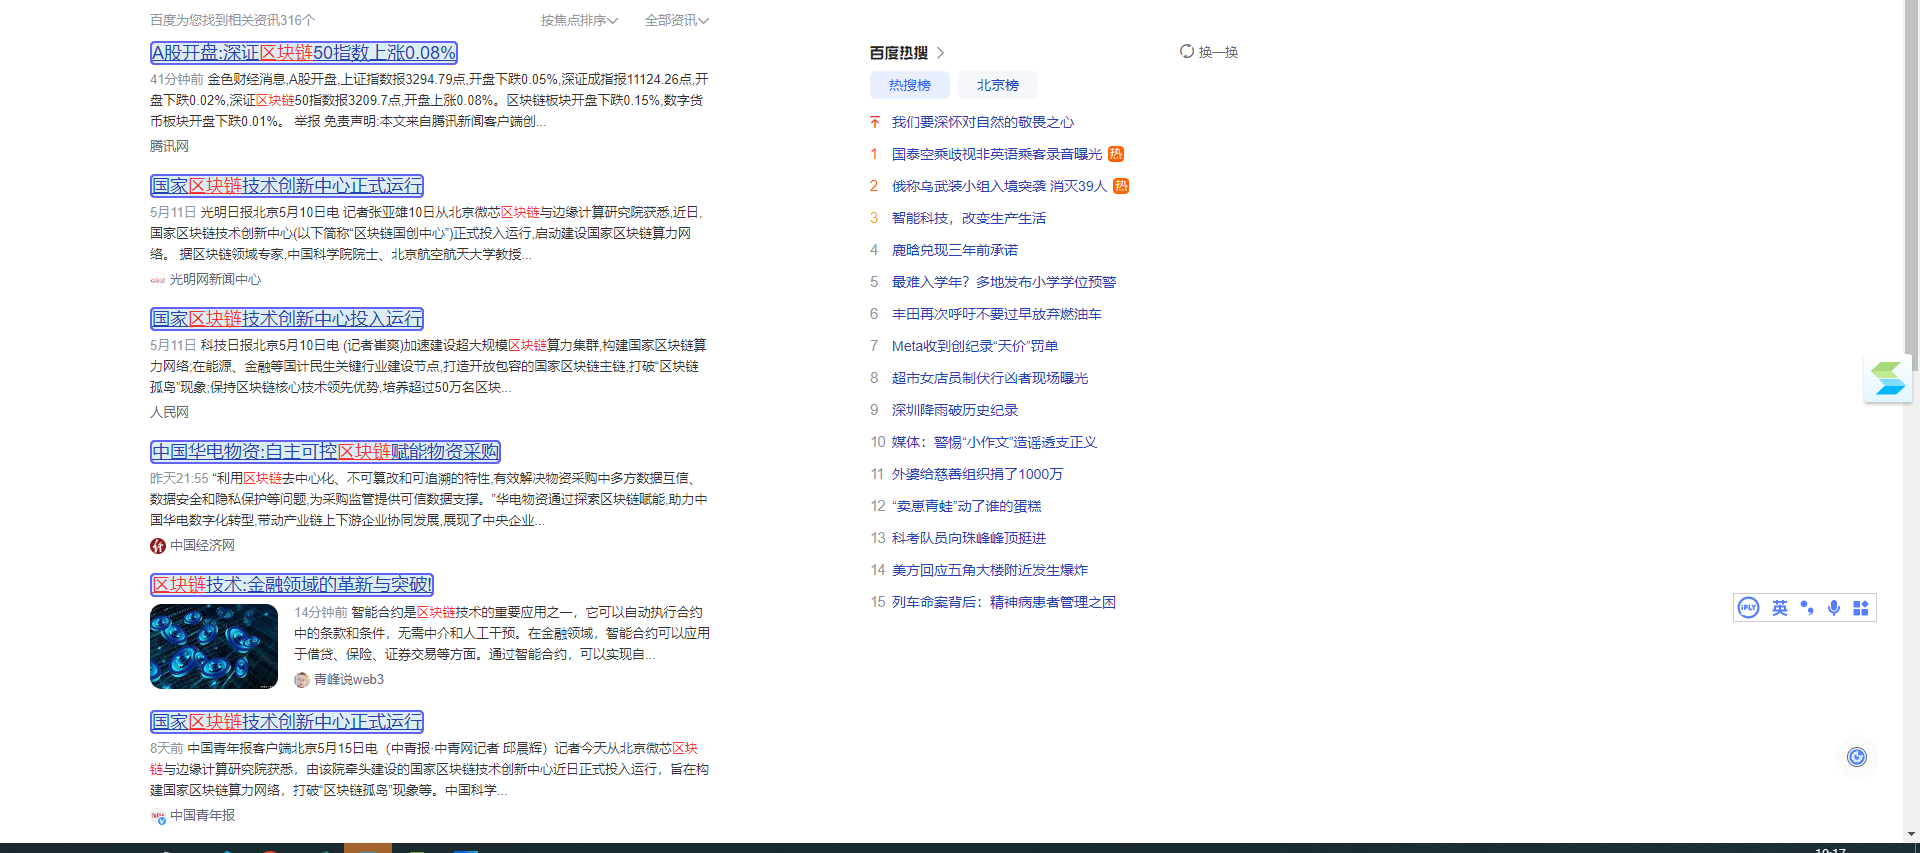 百度为您找到相关资讯316个
按焦点排序
全部资讯
A股开盘:深证区块链50指数上涨0.08%
41分钟前 金色财经消息,A股开盘,上证指数报3294.79点,开盘下跌0.05%,深证成指报11124.26点,开
盘下跌0.02%,深证区块链50指数报3209.7点,开盘上涨0.08%。区块链板块开盘下跌0.15%,数字货
币板块开盘下跌0.01%。 举报 免责声明:本文来自腾讯新闻客户端创...
腾讯网
国家区块链技术创新中心正式运行
5月11日 光明日报北京5月10日电 记者张亚雄10日从北京微芯区块链与边缘计算研究院获悉,近日,
国家区块链技术创新中心(以下简称“区块链国创中心”)正式投入运行,启动建设国家区块链算力网
络。 据区块链领域专家,中国科学院院士、北京航空航天大学教授...
光明网新闻中心
国家区块链技术创新中心投入运行
5月11日 科技日报北京5月10日电 (记者崔爽)加速建设超大规模区块链算力集群,构建国家区块链算
力网络;在能源、金融等国计民生关键行业建设节点,打造开放包容的国家区块链主链,打破“区块链
孤岛”现象;保持区块链核心技术领先优势,培养超过50万名区块...
人民网
中国华电物资:自主可控区块链赋能物资采购
昨天21:55 “利用区块链去中心化、不可篡改和可追溯的特性,有效解决物资采购中多方数据互信、
数据安全和隐私保护等问题,为采购监管提供可信数据支撑。”华电物资通过探索区块链赋能,助力中
国华电数字化转型,带动产业链上下游企业协同发展,展现了中央企业...
中国经济网
区块链技术:金融领域的革新与突破!
14分钟前 智能合约是区块链技术的重要应用之一，它可以自动执行合约
中的条款和条件，无需中介和人工干预。在金融领域，智能合约可以应用
于借贷、保险、证券交易等方面。通过智能合约，可以实现自...
青峰说web3
国家区块链技术创新中心正式运行
8天前 中国青年报客户端北京5月15日电（中青报·中青网记者 邱晨辉）记者今天从北京微芯区块
链与边缘计算研究院获悉，由该院牵头建设的国家区块链技术创新中心近日正式投入运行，旨在构
建国家区块链算力网络，打破“区块链孤岛”现象等。中国科学...
中国青年报
百度热搜
换一换
热搜榜
北京榜
我们要深怀对自然的敬畏之心
1 国泰空乘歧视非英语乘客录音曝光 热
2 俄称乌武装小组入境突袭 消灭39人 热
3 智能科技，改变生产生活
4 鹿晗兑现三年前承诺
5 最难入学年？多地发布小学学位预警
6 丰田再次呼吁不要过早放弃燃油车
7 Meta收到创纪录“天价”罚单
8 超市女店员制伏行凶者现场曝光
9 深圳降雨破历史纪录
10 媒体：警惕“小作文”造谣透支正义
11 外婆给慈善组织捐了1000万
12 “卖崽青蛙”动了谁的蛋糕
13 科考队员向珠峰峰顶挺进
14 美方回应五角大楼附近发生爆炸
15 列车命案背后：精神病患者管理之困
iFLY 英